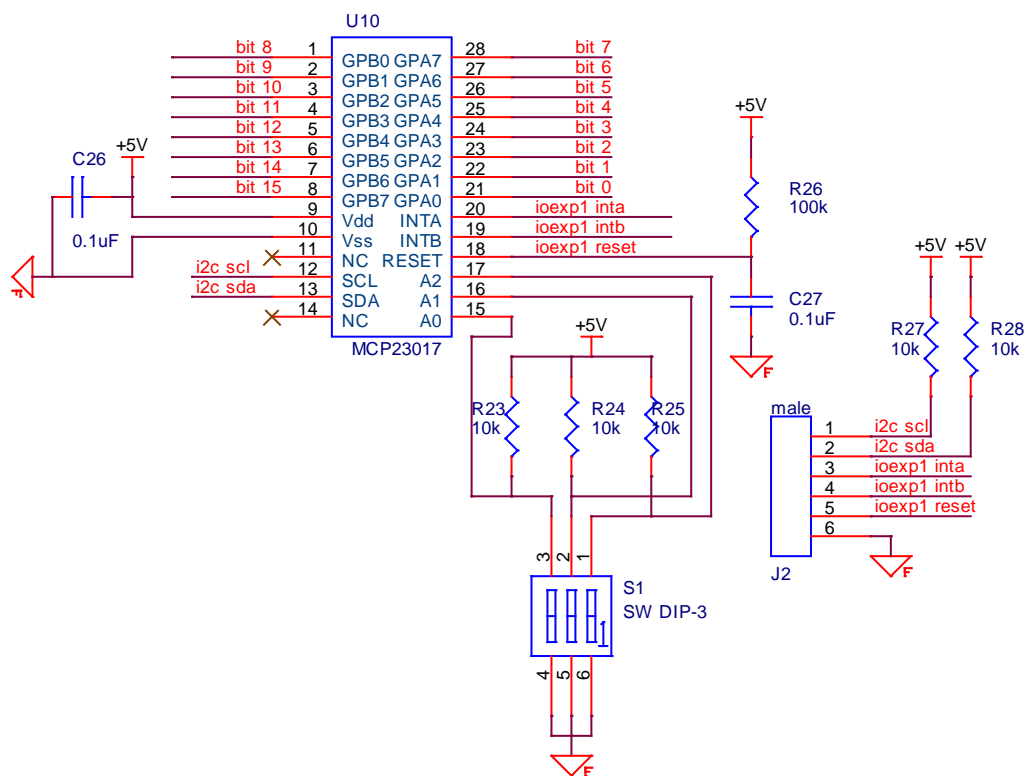 U10
bit 8 1 GPB0 GPA7 28 bit 7
bit 9 2 GPB1 GPA6 27 bit 6
bit 10 3 GPB2 GPA5 26 bit 5
bit 11 4 GPB3 GPA4 25 bit 4
bit 12 5 GPB4 GPA3 24 bit 3
bit 13 6 GPB5 GPA2 23 bit 2
bit 14 7 GPB6 GPA1 22 bit 1
bit 15 8 GPB7 GPA0 21 bit 0
9 Vdd INTA 20 ioexp1 inta
10 Vss INTB 19 ioexp1 intb
11 NC RESET 18 ioexp1 reset
i2c scl 12 SCL A2 17
i2c sda 13 SDA A1 16
14 NC A0 15
MCP23017
C26
+5V
0.1uF
F
+5V
R26
100k
C27
0.1uF
F
+5V
R23
10k
R24
10k
R25
10k
3 2 1
S1
SW DIP-3
1
4 5 6
F
+5V +5V
R27
10k
R28
10k
male
1 i2c scl
2 i2c sda
3 ioexp1 inta
4 ioexp1 intb
5 ioexp1 reset
6
F
J2